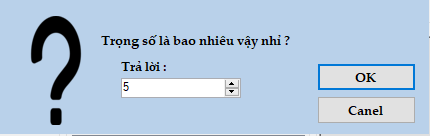 Trọng số là bao nhiêu vậy nhỉ ?
Trả lời :
5
OK
Canel